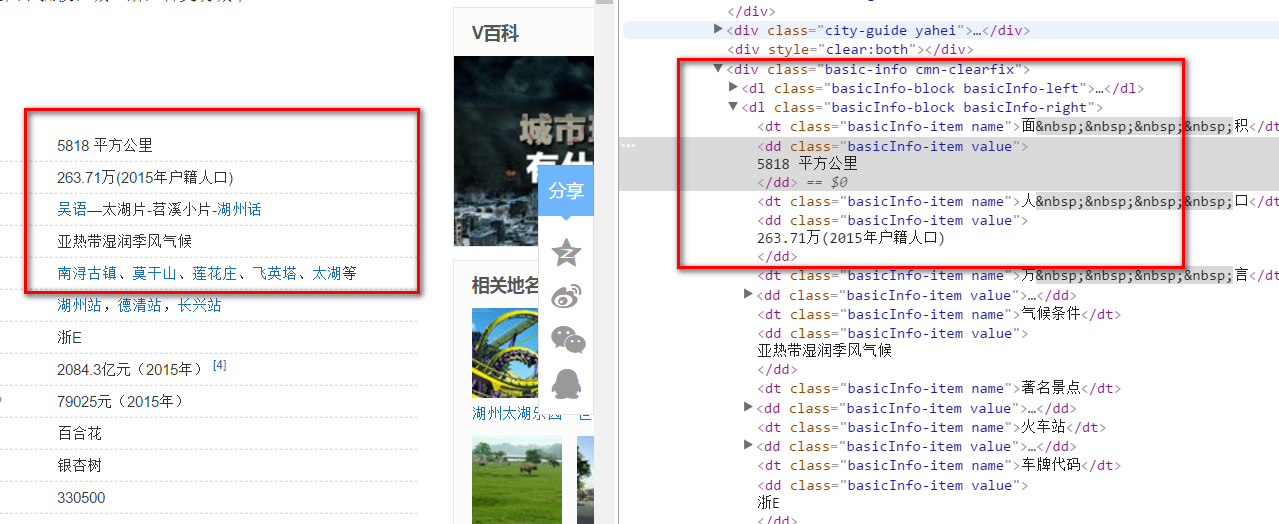 5818 平方公里
263.71万(2015年户籍人口)
吴语—太湖片-苕溪小片-湖州话
亚热带湿润季风气候
南浔古镇、莫干山、莲花庄、飞英塔、太湖等
湖州站，德清站，长兴站
浙E
2084.3亿元（2015年） [4]
79025元（2015年）
百合花
银杏树
330500
V百科
城市
有什
分享
相关地名
湖州太湖乐园
</div>
▶<div class="city-guide yahei">…</div>
<div style="clear:both"></div>
▼<div class="basic-info cmn-clearfix">
▶<dl class="basicInfo-block basicInfo-left">…</dl>
▼<dl class="basicInfo-block basicInfo-right">
<dt class="basicInfo-item name">面&nbsp;&nbsp;&nbsp;&nbsp;积</dt
<dd class="basicInfo-item value">
5818 平方公里
</dd> == $0
<dt class="basicInfo-item name">人&nbsp;&nbsp;&nbsp;&nbsp;口</dt
<dd class="basicInfo-item value">
263.71万(2015年户籍人口)
</dd>
<dt class="basicInfo-item name">方&nbsp;&nbsp;&nbsp;&nbsp;言</dt
▶<dd class="basicInfo-item value">…</dd>
<dt class="basicInfo-item name">气候条件</dt>
<dd class="basicInfo-item value">
亚热带湿润季风气候
</dd>
<dt class="basicInfo-item name">著名景点</dt>
▶<dd class="basicInfo-item value">…</dd>
<dt class="basicInfo-item name">火车站</dt>
▶<dd class="basicInfo-item value">…</dd>
<dt class="basicInfo-item name">车牌代码</dt>
<dd class="basicInfo-item value">
浙E
</dd>